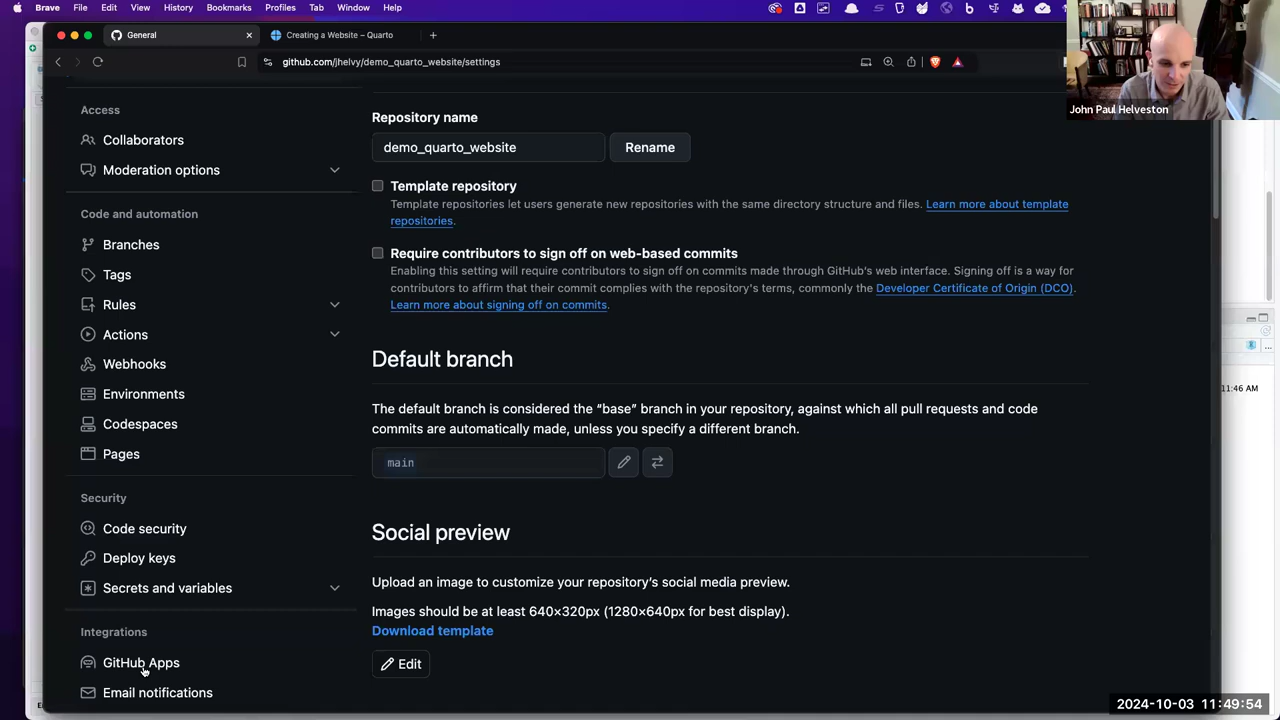 Brave File Edit View History Bookmarks Profiles Tab Window Help
General
Creating a Website – Quarto
github.com/jhelvy/demo_quarto_website/settings
John Paul Helveston
Access
Collaborators
Moderation options
Code and automation
Branches
Tags
Rules
Actions
Webhooks
Environments
Codespaces
Pages
Security
Code security
Deploy keys
Secrets and variables
Integrations
GitHub Apps
Email notifications
Repository name
demo_quarto_website
Rename
Template repository
Template repositories let users generate new repositories with the same directory structure and files. Learn more about template
repositories.
Require contributors to sign off on web-based commits
Enabling this setting will require contributors to sign off on commits made through GitHub's web interface. Signing off is a way for
contributors to affirm that their commit complies with the repository's terms, commonly the Developer Certificate of Origin (DCO).
Learn more about signing off on commits.
Default branch
The default branch is considered the “base” branch in your repository, against which all pull requests and code
commits are automatically made, unless you specify a different branch.
main
Social preview
Upload an image to customize your repository's social media preview.
Images should be at least 640×320px (1280×640px for best display).
Download template
Edit
11:46 AM
2024-10-03 11:49:54